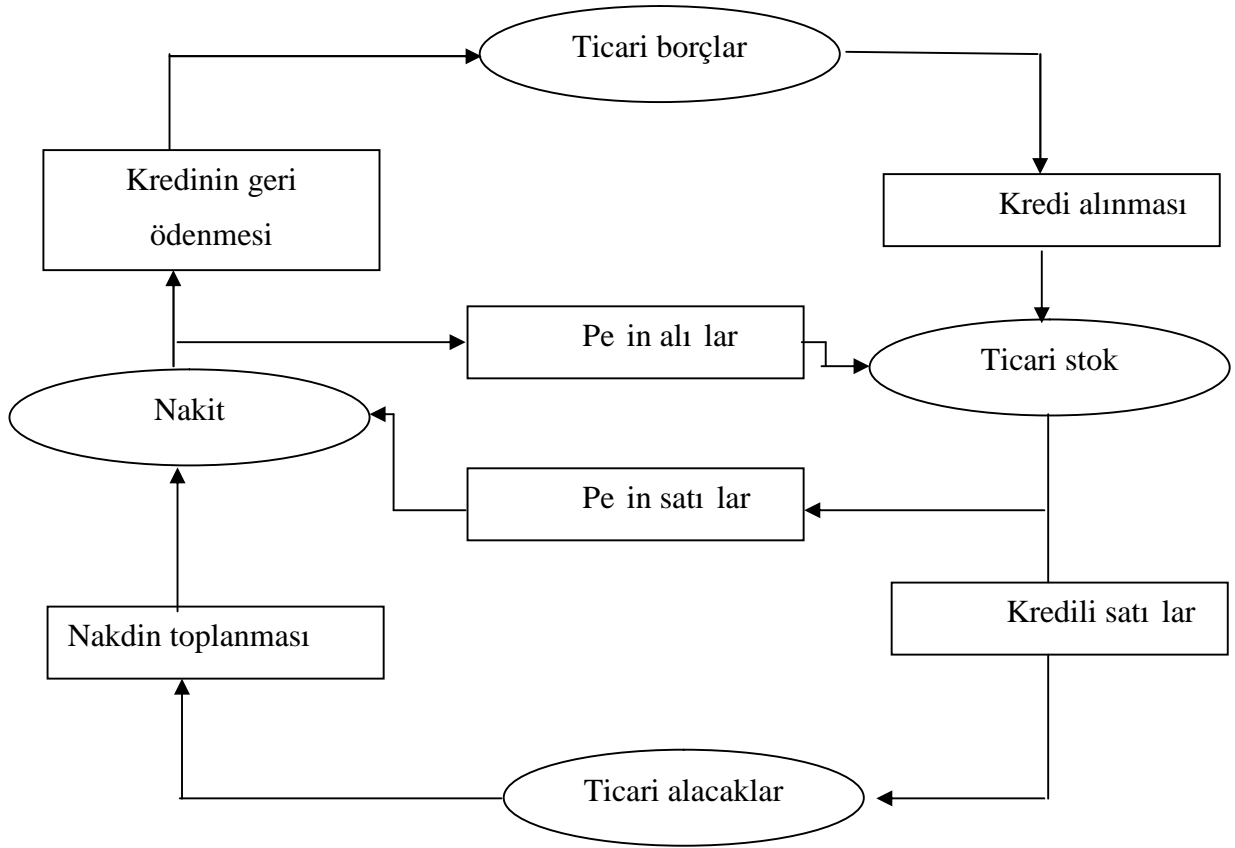 Ticari borçlar
Kredinin geri
ödenmesi
Kredi alınması
Pe in alı lar
Ticari stok
Nakit
Pe in satı lar
Kredili satı lar
Nakdin toplanması
Ticari alacaklar